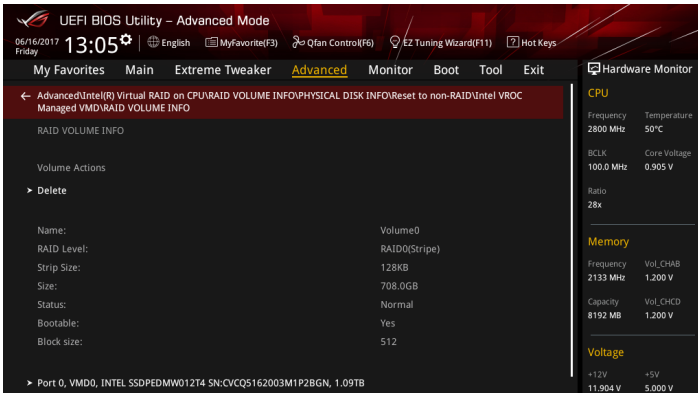 UEFI BIOS Utility – Advanced Mode
06/16/2017 Friday 13:05 English MyFavorite(F3) Qfan Control(F6) EZ Tuning Wizard(F11) ? Hot Keys
My Favorites Main Extreme Tweaker Advanced Monitor Boot Tool Exit
← Advanced\Intel(R) Virtual RAID on CPU\RAID VOLUME INFO\PHYSICAL DISK INFO\Reset to non-RAID\Intel VROC
Managed VMD\RAID VOLUME INFO
RAID VOLUME INFO
Volume Actions
> Delete
Name: Volume0
RAID Level: RAID0(Stripe)
Strip Size: 128KB
Size: 708.0GB
Status: Normal
Bootable: Yes
Block size: 512
> Port 0, VMD0, INTEL SSDPEDMW012T4 SN:CVCQ5162003M1P2BGN, 1.09TB
Hardware Monitor
CPU
Frequency Temperature
2800 MHz 50°C
BCLK Core Voltage
100.0 MHz 0.905 V
Ratio
28x
Memory
Frequency Vol_CHAB
2133 MHz 1.200 V
Capacity Vol_CHCD
8192 MB 1.200 V
Voltage
+12V +5V
11.904 V 5.000 V